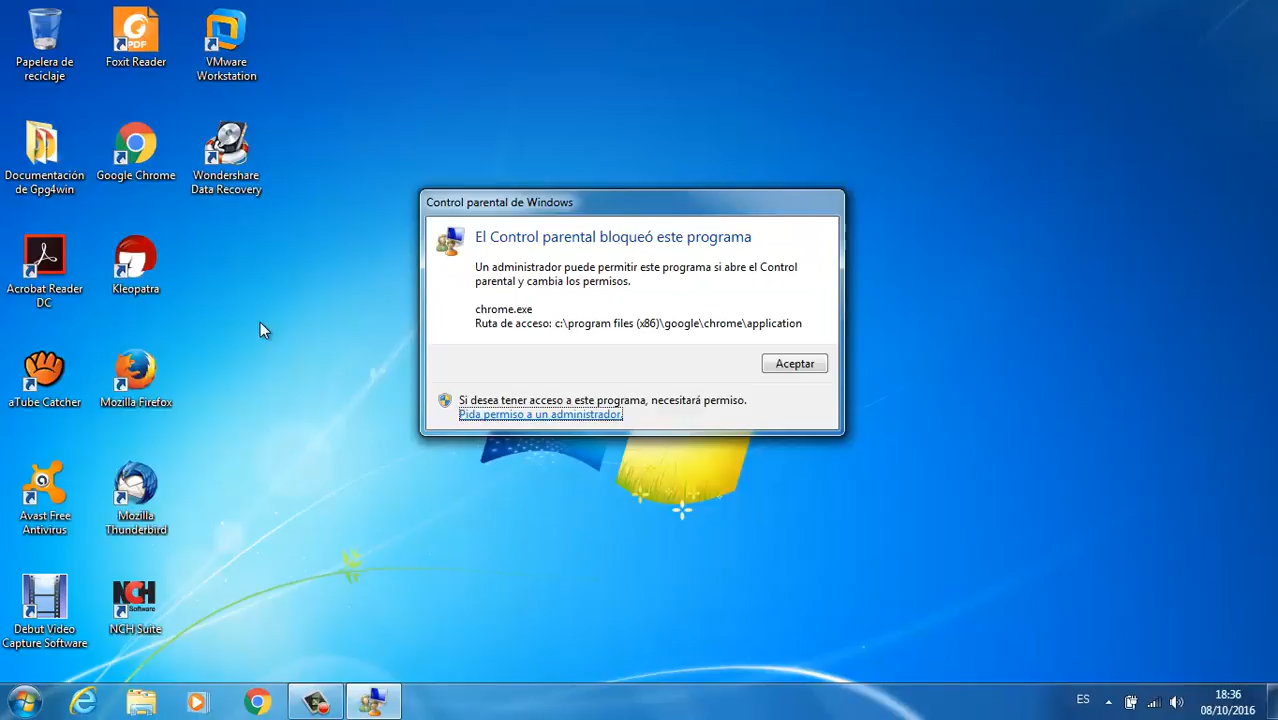 Papelera de
reciclaje
Foxit Reader
VMware
Workstation
Documentación
de Gpg4win
Google Chrome
Wondershare
Data Recovery
Acrobat Reader
DC
Kleopatra
aTube Catcher
Mozilla Firefox
Avast Free
Antivirus
Mozilla
Thunderbird
Debut Video
Capture Software
NCH Suite
PDF
NCH
Software
Control parental de Windows
El Control parental bloqueó este programa
Un administrador puede permitir este programa si abre el Control
parental y cambia los permisos.
chrome.exe
Ruta de acceso: c:\program files (x86)\google\chrome\application
Aceptar
Si desea tener acceso a este programa, necesitará permiso.
Pida permiso a un administrador.
ES
18:36
08/10/2016